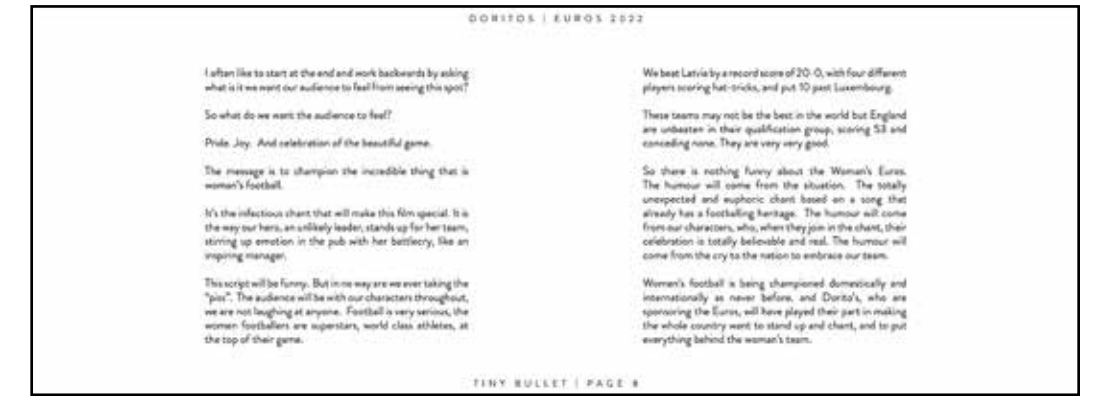 DORITOS | EUROS 2022
I often like to start at the end and work backwards by asking
what is it we want our audience to feel from seeing this spot?
So what do we want the audience to feel?
Pride. Joy. And celebration of the beautiful game.
The message is to champion the incredible thing that is
woman's football.
It's the infectious chant that will make this film special. It is
the way our hero, an unlikely leader, stands up for her team,
stirring up emotion in the pub with her battlecry, like an
inspiring manager.
This script will be funny. But in no way are we ever taking the
"piss". The audience will be with our characters throughout,
we are not laughing at anyone. Football is very serious, the
women footballers are superstars, world class athletes, at
the top of their game.
We beat Latvia by a record score of 20-0, with four different
players scoring hat-tricks, and put 10 past Luxembourg.
These teams may not be the best in the world but England
are unbeaten in their qualification group, scoring 53 and
conceding none. They are very very good.
So there is nothing funny about the Woman's Euros.
The humour will come from the situation. The totally
unexpected and euphoric chant based on a song that
already has a footballing heritage. The humour will come
from our characters, who, when they join in the chant, their
celebration is totally believable and real. The humour will
come from the cry to the nation to embrace our team.
Women's football is being championed domestically and
internationally as never before, and Dorito's, who are
sponsoring the Euros, will have played their part in making
the whole country want to stand up and chant, and to put
everything behind the woman's team.
TINY BULLET | PAGE 8